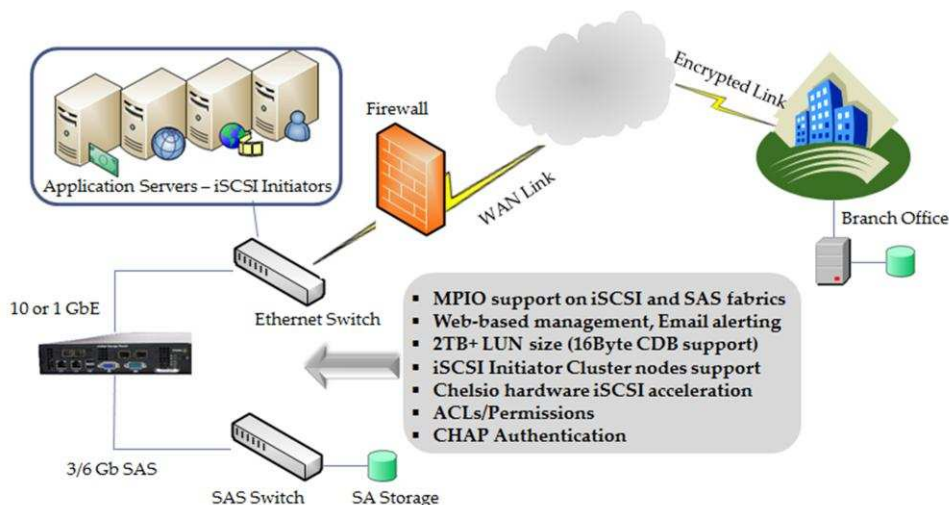 Application Servers – iSCSI Initiators
Firewall
WAN Link
Encrypted Link
Branch Office
Ethernet Switch
10 or 1 GbE
▪ MPIO support on iSCSI and SAS fabrics
▪ Web-based management, Email alerting
▪ 2TB+ LUN size (16Byte CDB support)
▪ iSCSI Initiator Cluster nodes support
▪ Chelsio hardware iSCSI acceleration
▪ ACLs/Permissions
▪ CHAP Authentication
3/6 Gb SAS
SAS Switch
SA Storage